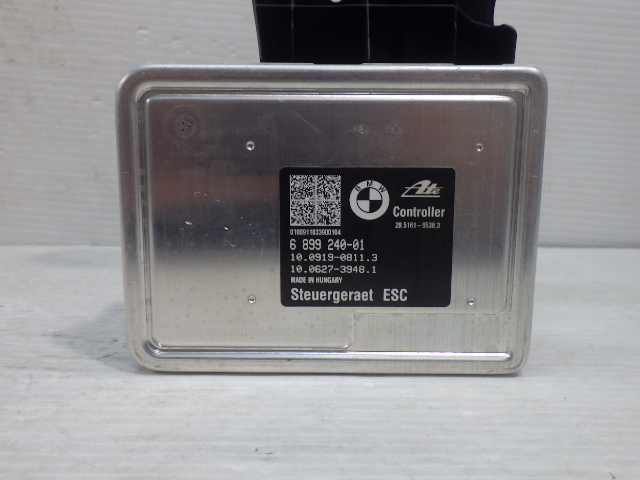 BMW
Ate
Controller
28.5161-9538.3
0100911833900104
6 899 240-01
10.0919-0811.3
10.0627-3948.1
MADE IN HUNGARY
Steuergeraet ESC